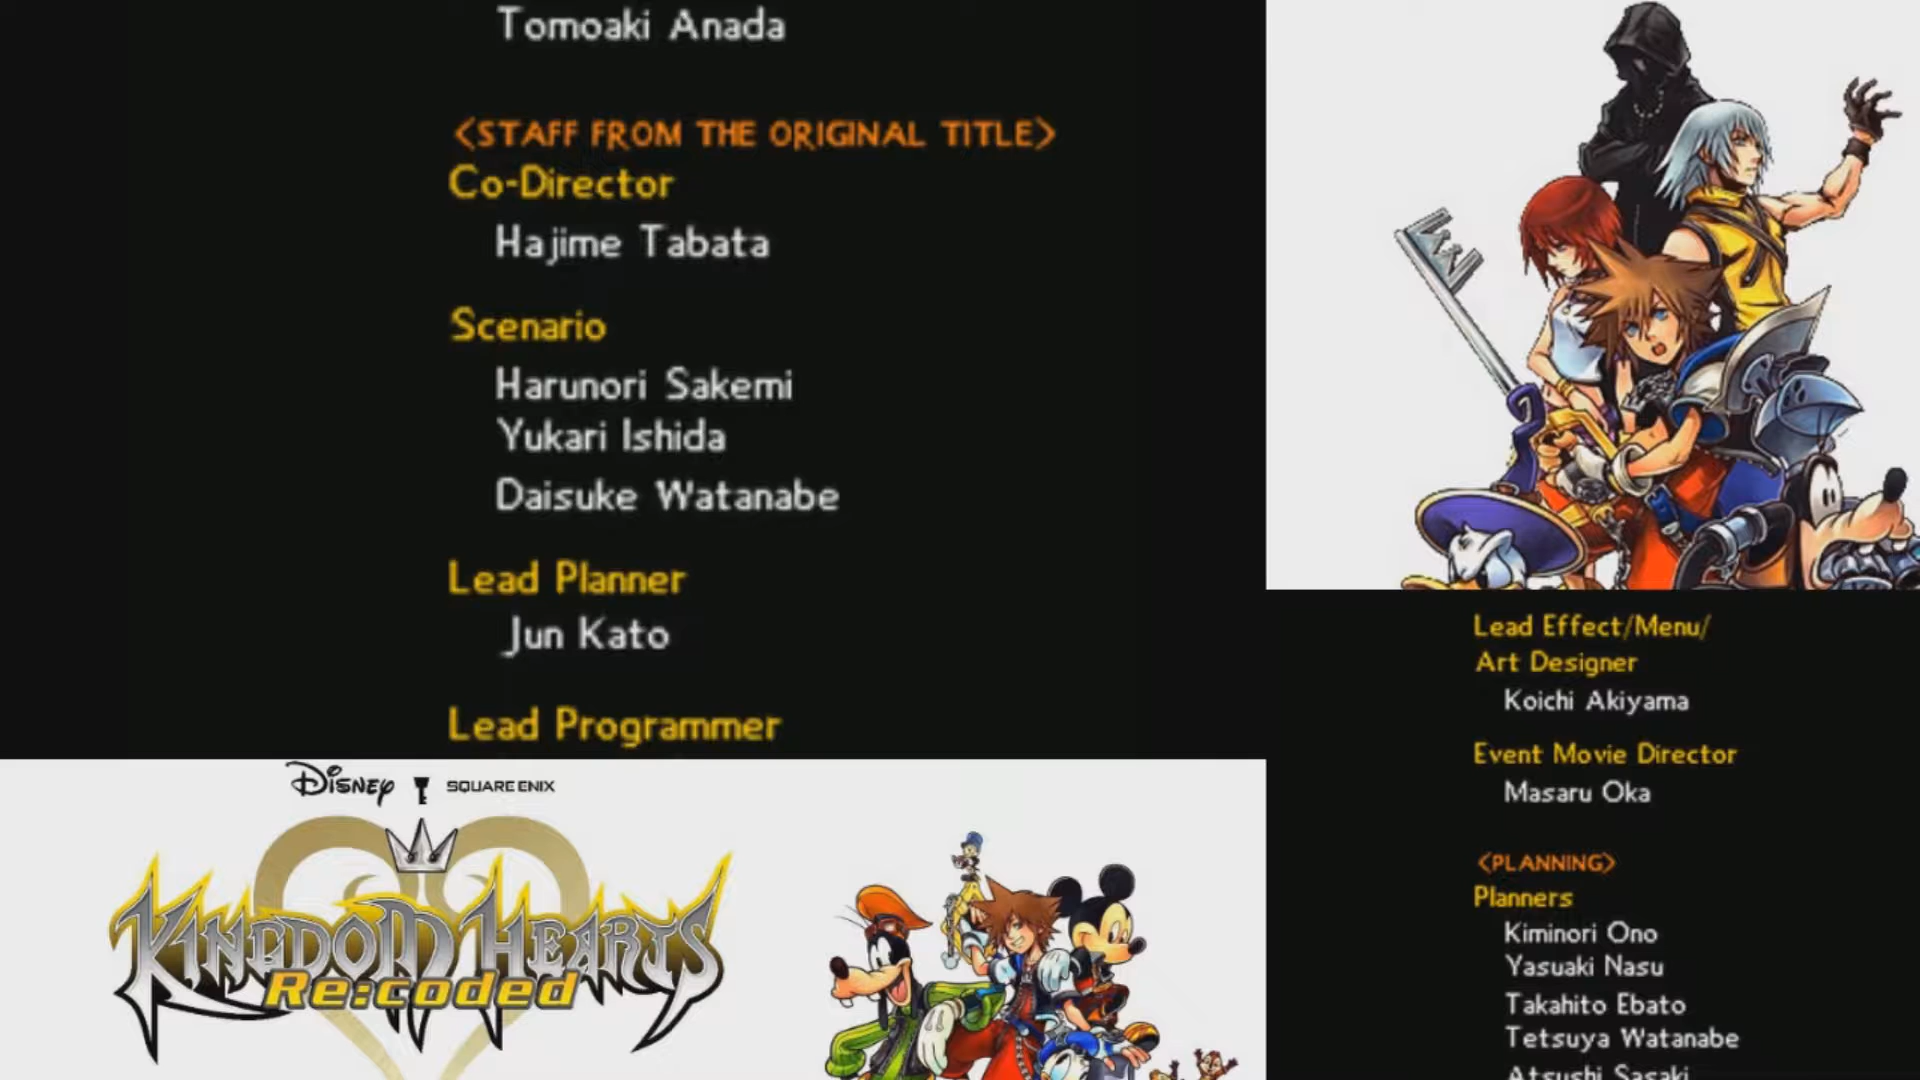 Tomoaki Anada
<STAFF FROM THE ORIGINAL TITLE>
Co-Director
Hajime Tabata
Scenario
Harunori Sakemi
Yukari Ishida
Daisuke Watanabe
Lead Planner
Jun Kato
Lead Programmer
Disney SQUARE ENIX
KINGDOM HEARTS
Re:coded
Lead Effect/Menu/
Art Designer
Koichi Akiyama
Event Movie Director
Masaru Oka
<PLANNING>
Planners
Kiminori Ono
Yasuaki Nasu
Takahito Ebato
Tetsuya Watanabe
Atsushi Sasaki